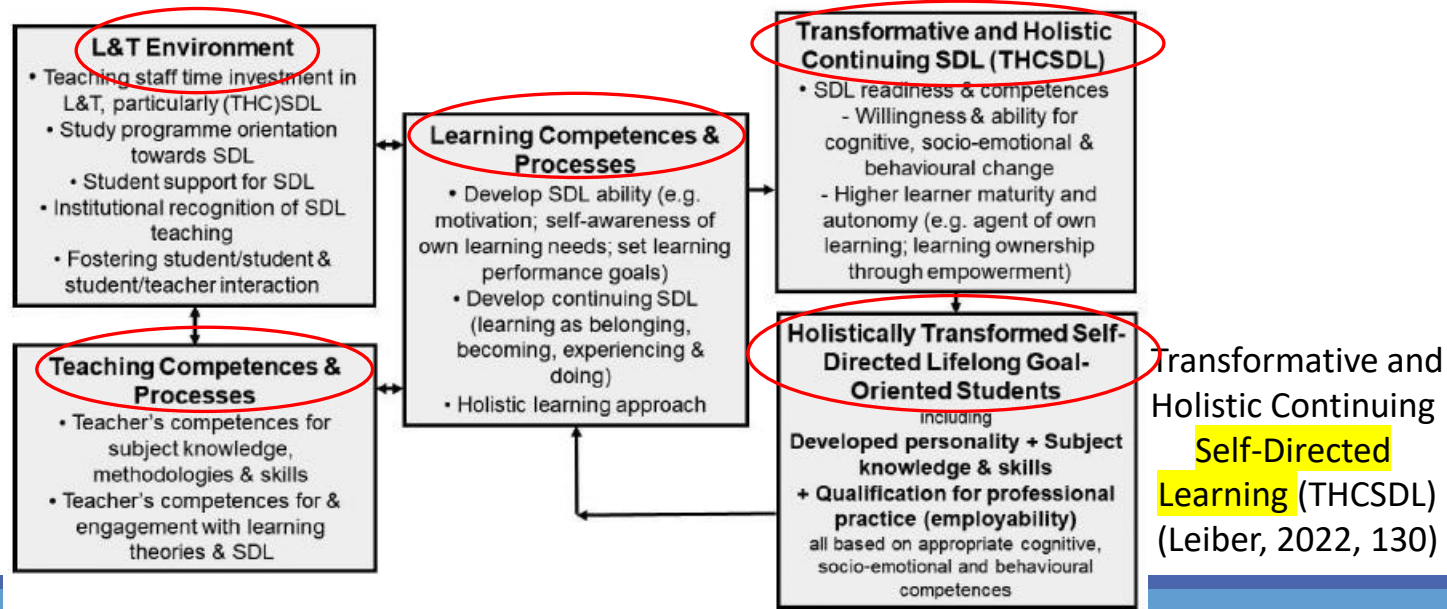 L&T Environment
• Teaching staff time investment in
L&T, particularly (THC)SDL
• Study programme orientation
towards SDL
• Student support for SDL
• Institutional recognition of SDL
teaching
• Fostering student/student &
student/teacher interaction
Teaching Competences &
Processes
• Teacher's competences for
subject knowledge,
methodologies & skills
• Teacher's competences for &
engagement with learning
theories & SDL
Learning Competences &
Processes
• Develop SDL ability (e.g.
motivation; self-awareness of
own learning needs; set learning
performance goals)
• Develop continuing SDL
(learning as belonging,
becoming, experiencing &
doing)
• Holistic learning approach
Transformative and Holistic
Continuing SDL (THCSDL)
• SDL readiness & competences
- Willingness & ability for
cognitive, socio-emotional &
behavioural change
- Higher learner maturity and
autonomy (e.g. agent of own
learning; learning ownership
through empowerment)
Holistically Transformed Self-
Directed Lifelong Goal-
Oriented Students
including
Developed personality + Subject
knowledge & skills
+ Qualification for professional
practice (employability)
all based on appropriate cognitive,
socio-emotional and behavioural
competences
Transformative and
Holistic Continuing
Self-Directed
Learning (THCSDL)
(Leiber, 2022, 130)